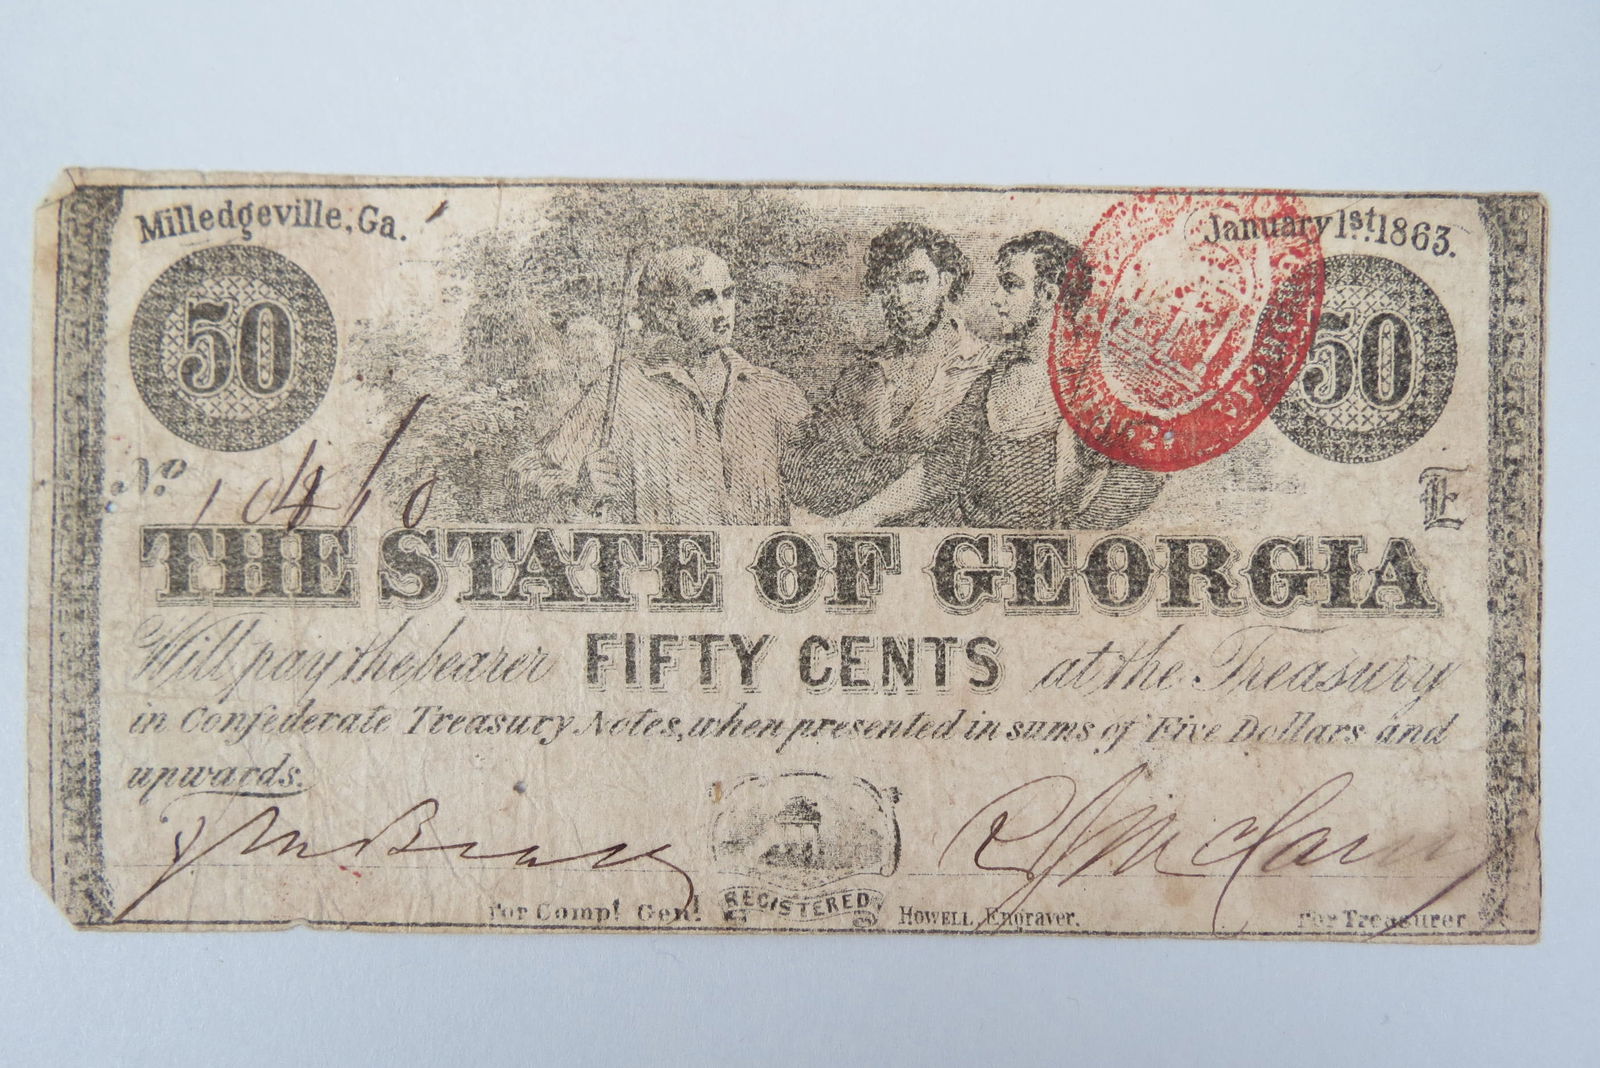 Milledgeville, Ga.
January 1st. 1863.
50
50
No 10410
E
THE STATE OF GEORGIA
Will pay the bearer FIFTY CENTS at the Treasury
in Confederate Treasury Notes, when presented in sums of Five Dollars and
upwards.
For Compt. Genl.
REGISTERED
HOWELL, Engraver.
For Treasurer